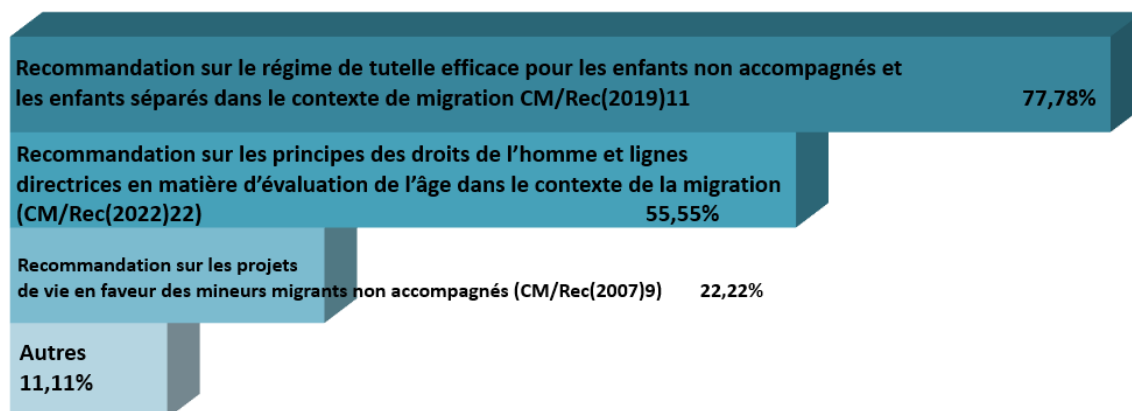 Recommandation sur le régime de tutelle efficace pour les enfants non accompagnés et
les enfants séparés dans le contexte de migration CM/Rec(2019)11 77,78%
Recommandation sur les principes des droits de l’homme et lignes
directrices en matière d’évaluation de l’âge dans le contexte de la migration
(CM/Rec(2022)22) 55,55%
Recommandation sur les projets
de vie en faveur des mineurs migrants non accompagnés (CM/Rec(2007)9) 22,22%
Autres
11,11%